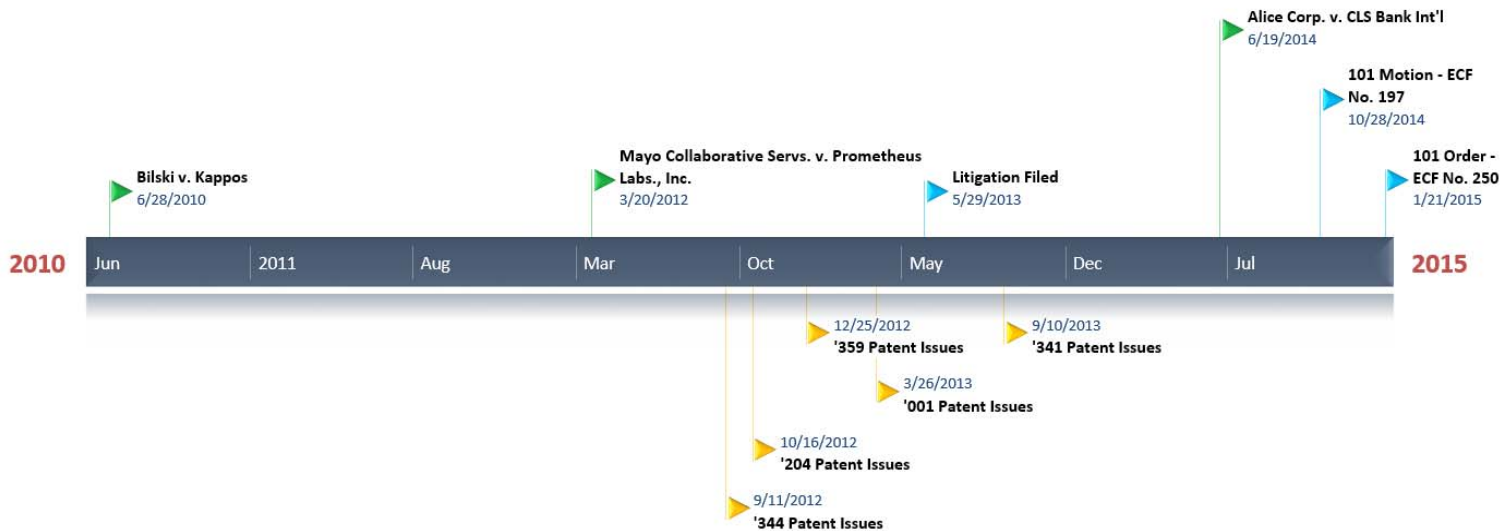 Alice Corp. v. CLS Bank Int'l
6/19/2014
101 Motion - ECF
No. 197
10/28/2014
Bilski v. Kappos
6/28/2010
Mayo Collaborative Servs. v. Prometheus
Labs., Inc.
3/20/2012
Litigation Filed
5/29/2013
101 Order -
ECF No. 250
1/21/2015
2010 Jun 2011 Aug Mar Oct May Dec Jul 2015
12/25/2012
'359 Patent Issues
9/10/2013
'341 Patent Issues
3/26/2013
'001 Patent Issues
10/16/2012
'204 Patent Issues
9/11/2012
'344 Patent Issues